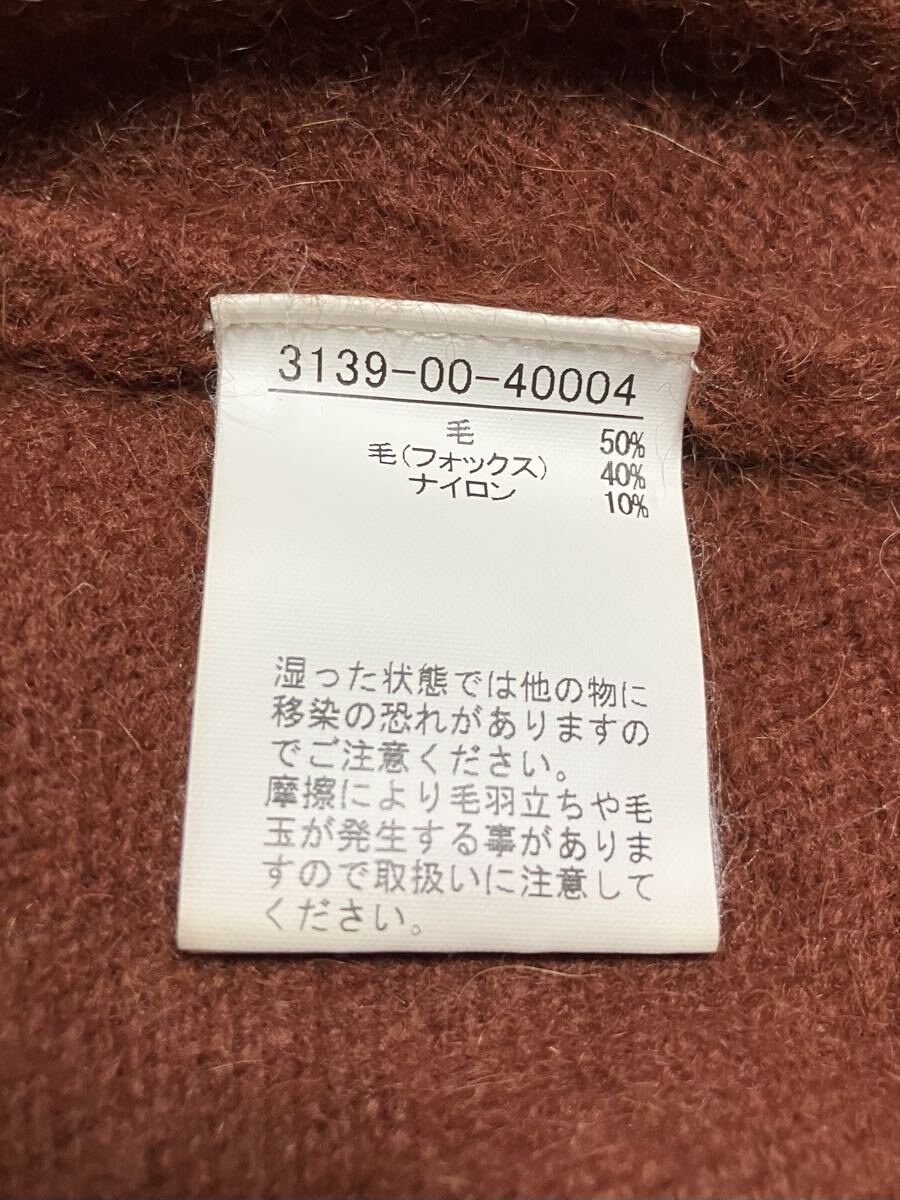 3139-00-40004
毛 50%
毛(フォックス) 40%
ナイロン 10%
湿った状態では他の物に
移染の恐れがありますの
でご注意ください。
摩擦により毛羽立ちや毛
玉が発生する事がありま
すので取扱いに注意して
ください。